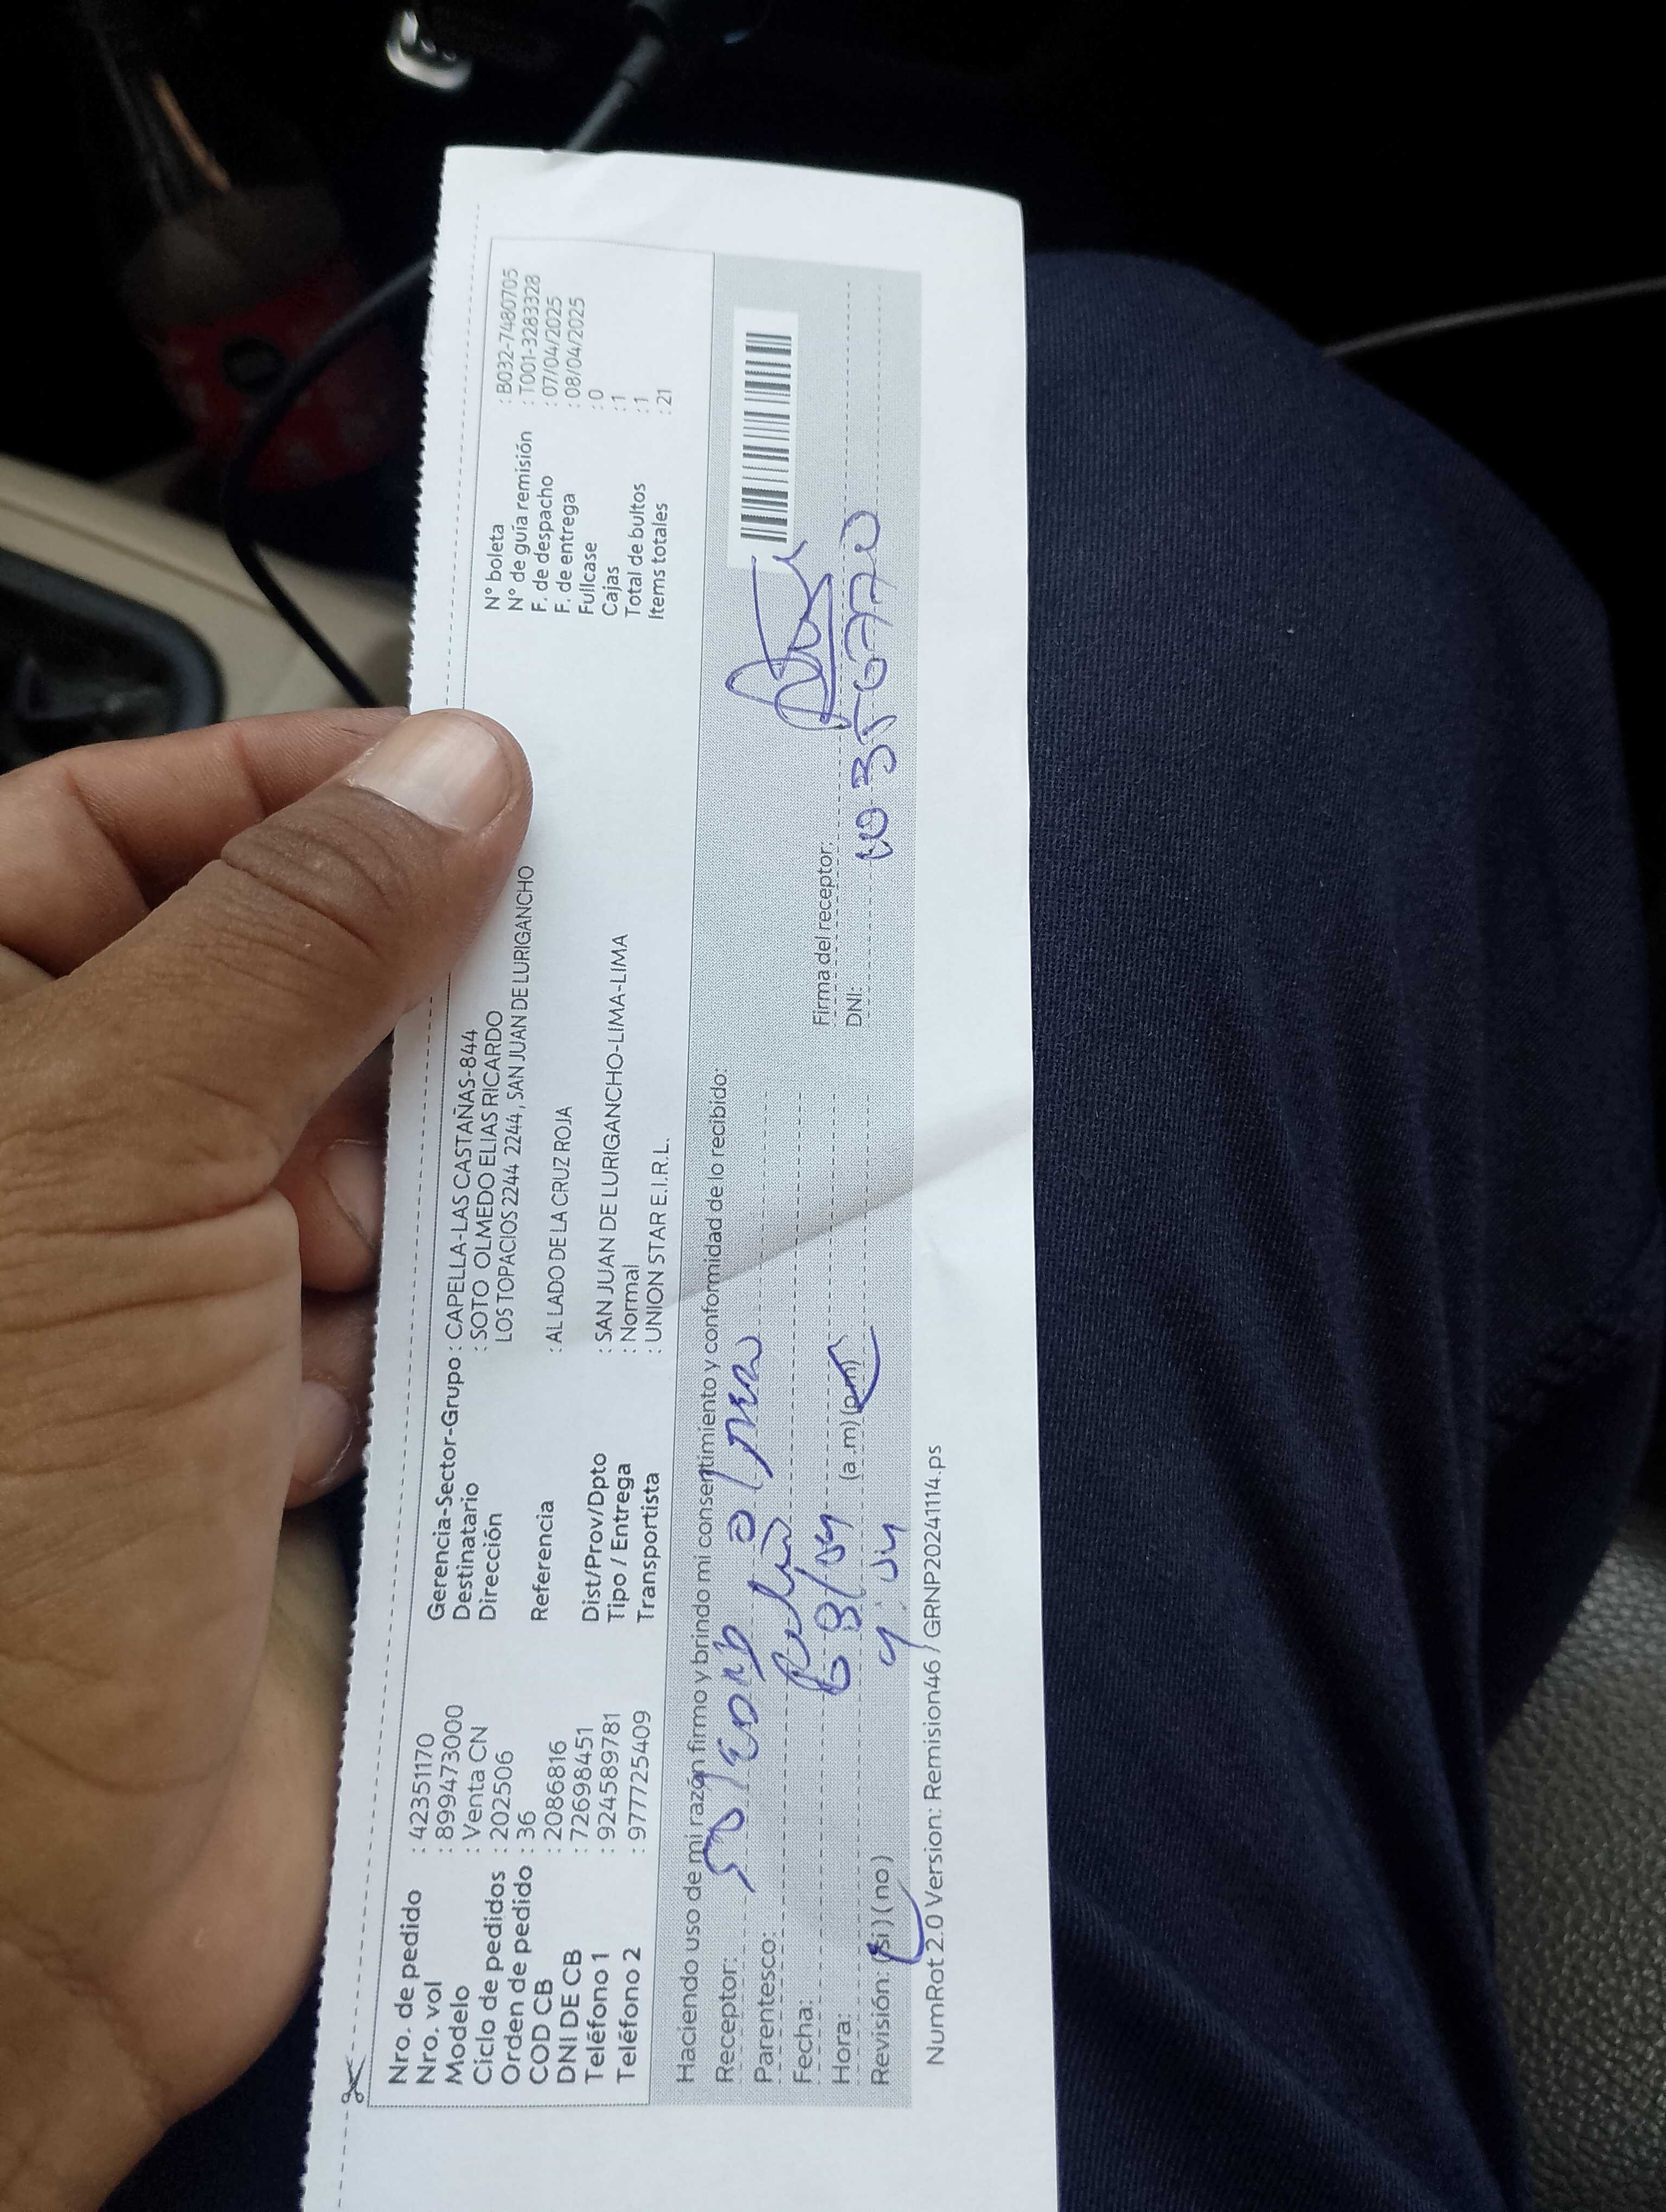 Nro. de pedido : 42351170
Nro. vol : 899473000
Modelo : Venta CN
Ciclo de pedidos : 202506
Orden de pedido : 36
COD CB : 2086816
DNI DE CB : 72698451
Teléfono 1 : 924589781
Teléfono 2 : 977725409
Gerencia-Sector-Grupo : CAPELLA-LAS CASTAÑAS-844
Destinatario : SOTO OLMEDO ELIAS RICARDO
Dirección LOS TOPACIOS 2244 2244, SAN JUAN DE LURIGANCHO
Referencia : AL LADO DE LA CRUZ ROJA
Dist/Prov/Dpto : SAN JUAN DE LURIGANCHO-LIMA-LIMA
Tipo / Entrega : Normal
Transportista : UNION STAR E.I.R.L.
N° boleta : B032-7480705
N° de guía remisión : T001-3283328
F. de despacho : 07/04/2025
F. de entrega : 08/04/2025
Fullcase : 0
Cajas : 1
Total de bultos : 1
Items totales : 21
Haciendo uso de mi razón firmo y brindo mi consentimiento y conformidad de lo recibido:
Receptor:
Parentesco:
Fecha: 08/04
Hora: (a.m) (p.m)
Revisión: (si) (no)
Firma del receptor:
DNI:
NumRot 2.0 Version: Remision46 / GRNP20241114.ps